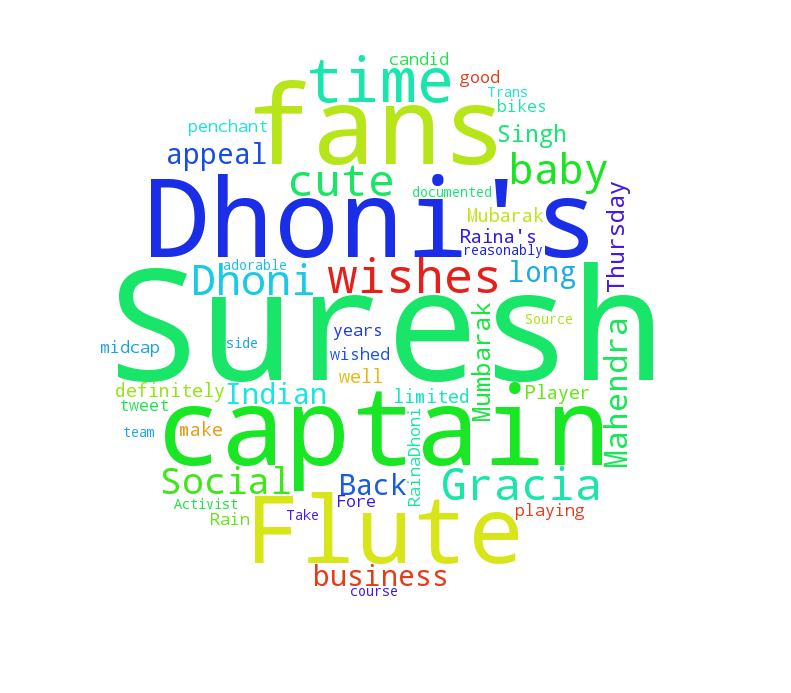 candid
time
good
Trans
fans
bikes
penchant
Singh
appeal
baby
cute
documented
Dhoni's
Mubarak
Thursday
Raina's
reasonably
adorable
Dhoni
wishes
long
Suresh
Source
years
side
midcap
wished
Mumbarak
Mahendra
well
definitely
Indian
limited
Player
tweet
captain
team
make
RainaDhoni
Social
Back
Gracia
Activist
Fore
playing
Rain
Take
Flute
business
course